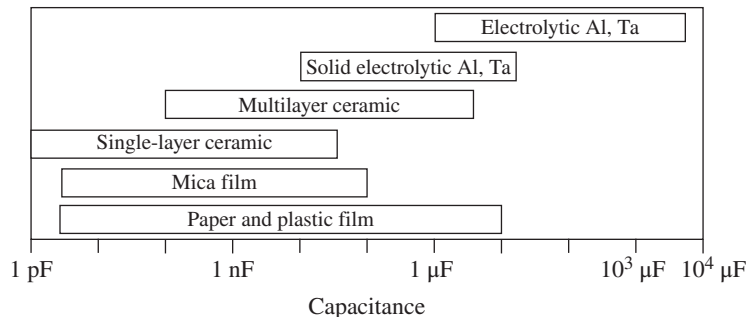 Electrolytic Al, Ta
Solid electrolytic Al, Ta
Multilayer ceramic
Single-layer ceramic
Mica film
Paper and plastic film
1 pF 1 nF 1 μF 10³ μF 10⁴ μF
Capacitance